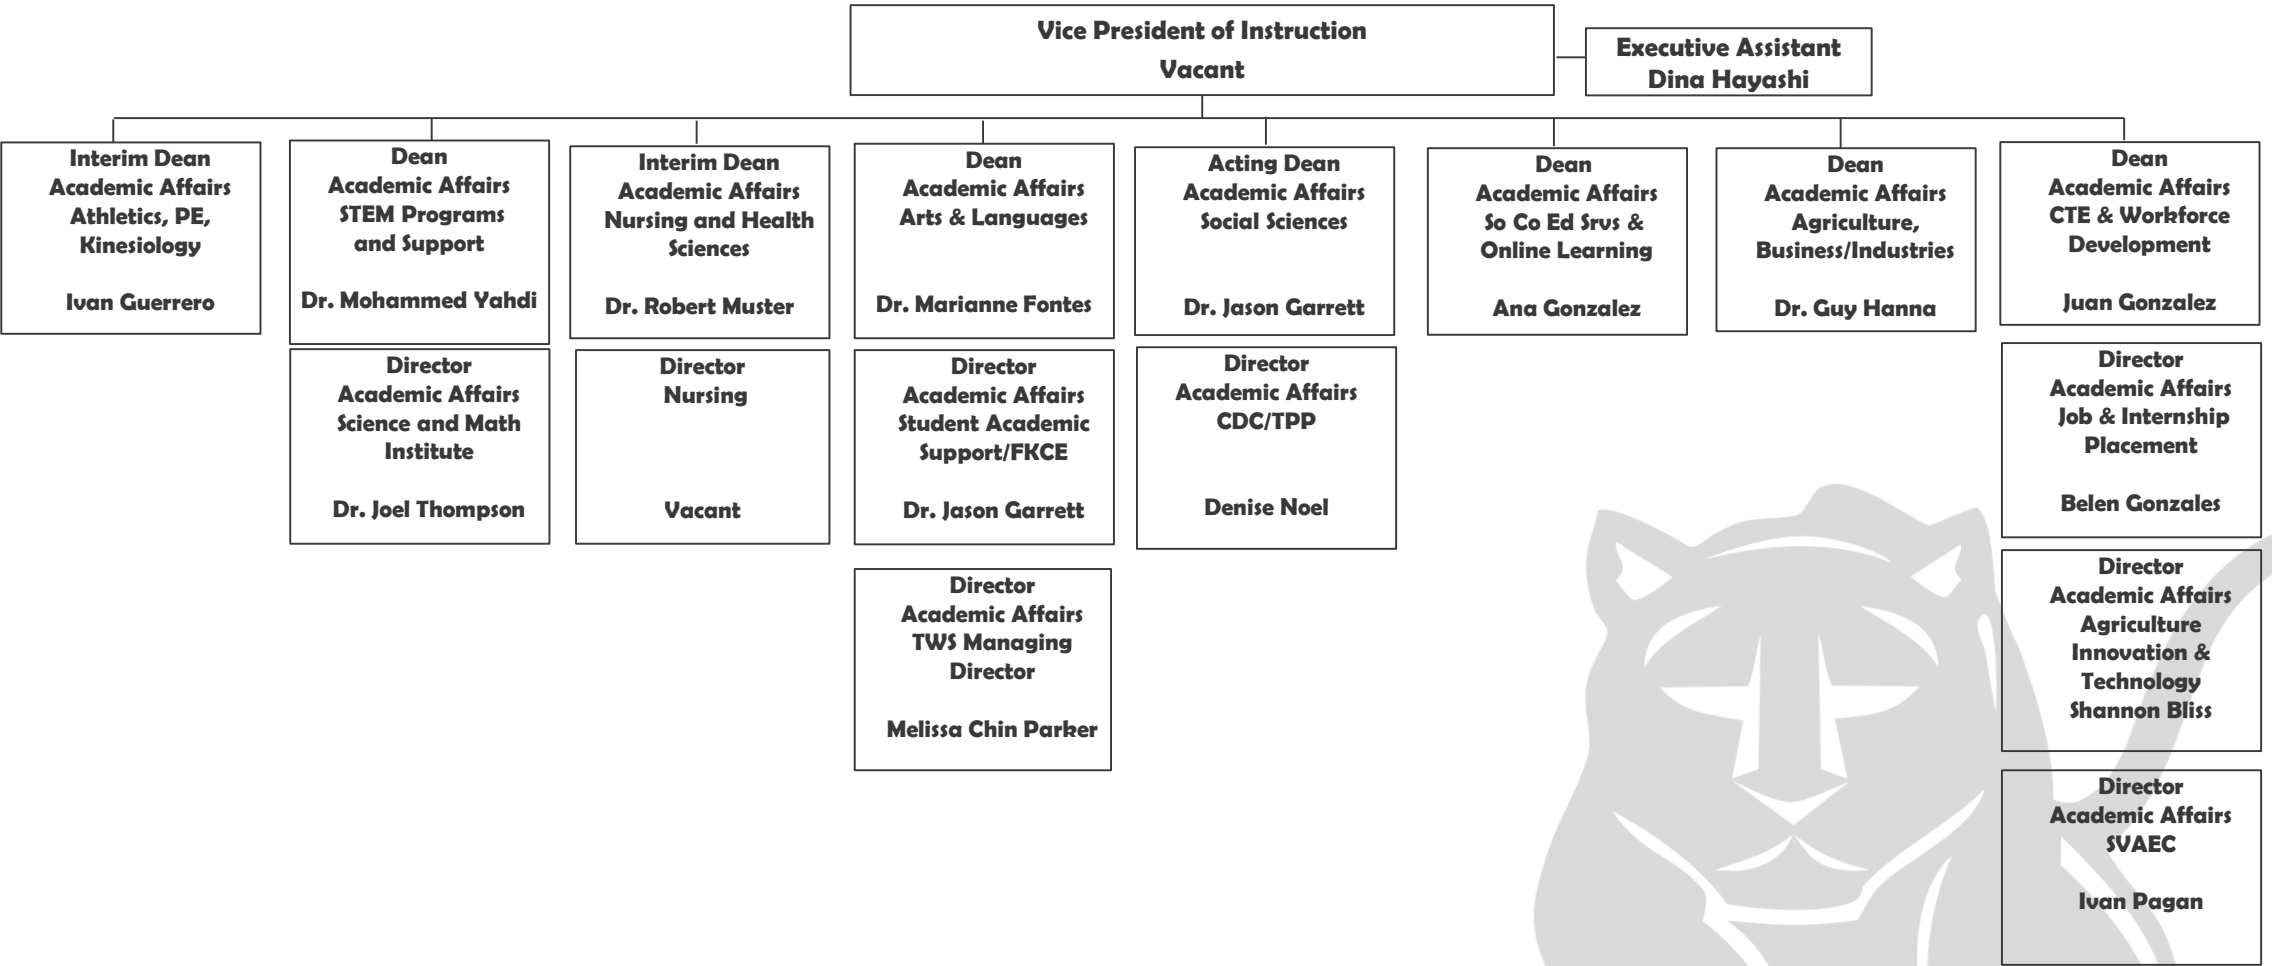 Vice President of Instruction
Vacant
Executive Assistant
Dina Hayashi
Interim Dean
Academic Affairs
Athletics, PE,
Kinesiology
Ivan Guerrero
Dean
Academic Affairs
STEM Programs
and Support
Dr. Mohammed Yahdi
Interim Dean
Academic Affairs
Nursing and Health
Sciences
Dr. Robert Muster
Dean
Academic Affairs
Arts & Languages
Dr. Marianne Fontes
Acting Dean
Academic Affairs
Social Sciences
Dr. Jason Garrett
Dean
Academic Affairs
So Co Ed Srvs &
Online Learning
Ana Gonzalez
Dean
Academic Affairs
Agriculture,
Business/Industries
Dr. Guy Hanna
Dean
Academic Affairs
CTE & Workforce
Development
Juan Gonzalez
Director
Academic Affairs
Science and Math
Institute
Dr. Joel Thompson
Director
Nursing
Vacant
Director
Academic Affairs
Student Academic
Support/FKCE
Dr. Jason Garrett
Director
Academic Affairs
CDC/TPP
Denise Noel
Director
Academic Affairs
Job & Internship
Placement
Belen Gonzales
Director
Academic Affairs
TWS Managing
Director
Melissa Chin Parker
Director
Academic Affairs
Agriculture
Innovation &
Technology
Shannon Bliss
Director
Academic Affairs
SVAEC
Ivan Pagan